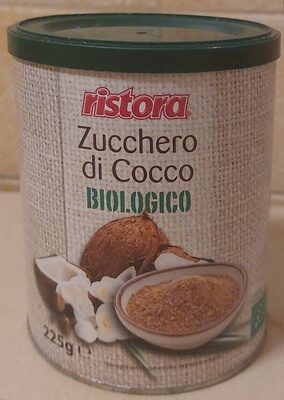 ristora
Zucchero
di Cocco
BIOLOGICO
225g ℮